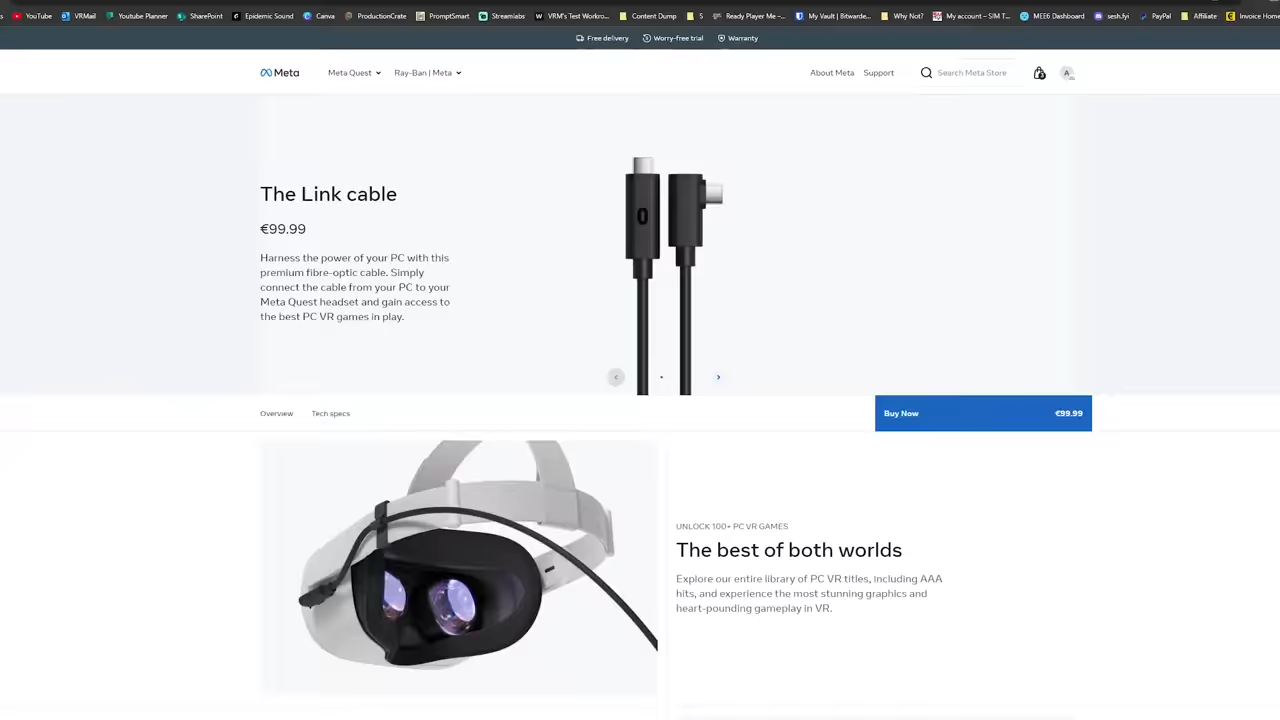 s YouTube VRMail Youtube Planner SharePoint Epidemic Sound Canva ProductionCrate PromptSmart Streamlabs VRM's Test Workro... Content Dump S Ready Player Me –... My Vault | Bitwarde... Why Not? My account – SIM T... MEE6 Dashboard sesh.fyi PayPal Affiliate Invoice Home
Free delivery Worry-free trial Warranty
Meta Meta Quest Ray-Ban | Meta About Meta Support Search Meta Store A
The Link cable
€99.99
Harness the power of your PC with this
premium fibre-optic cable. Simply
connect the cable from your PC to your
Meta Quest headset and gain access to
the best PC VR games in play.
Overview Tech specs Buy Now €99.99
UNLOCK 100+ PC VR GAMES
The best of both worlds
Explore our entire library of PC VR titles, including AAA
hits, and experience the most stunning graphics and
heart-pounding gameplay in VR.